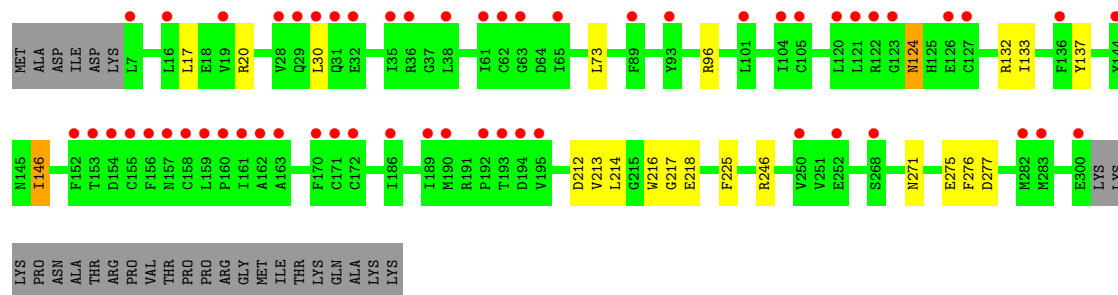 MET ALA ASP ILE ASP LYS L7 L16 L17 E18 V19 R20 V28 Q29 L30 Q31 E32 I35 R36 G37 L38 I61 C62 G63 D64 I65 L73 F89 Y93 R96 L101 I104 C105 L120 L121 R122 G123 N124 H125 E126 C127 R132 I133 F136 Y137 Y144
N145 I146 F152 T153 D154 C155 F156 N157 C158 L159 P160 I161 A162 A163 F170 C171 C172 I186 I189 M190 R191 P192 T193 D194 V195 D212 V213 L214 G215 W216 G217 E218 F225 R246 V250 V251 E252 S268 N271 E275 F276 D277 M282 M283 E300 LYS LYS
LYS PRO ASN ALA THR ARG PRO VAL THR PRO PRO ARG GLY MET ILE THR LYS GLN ALA LYS LYS